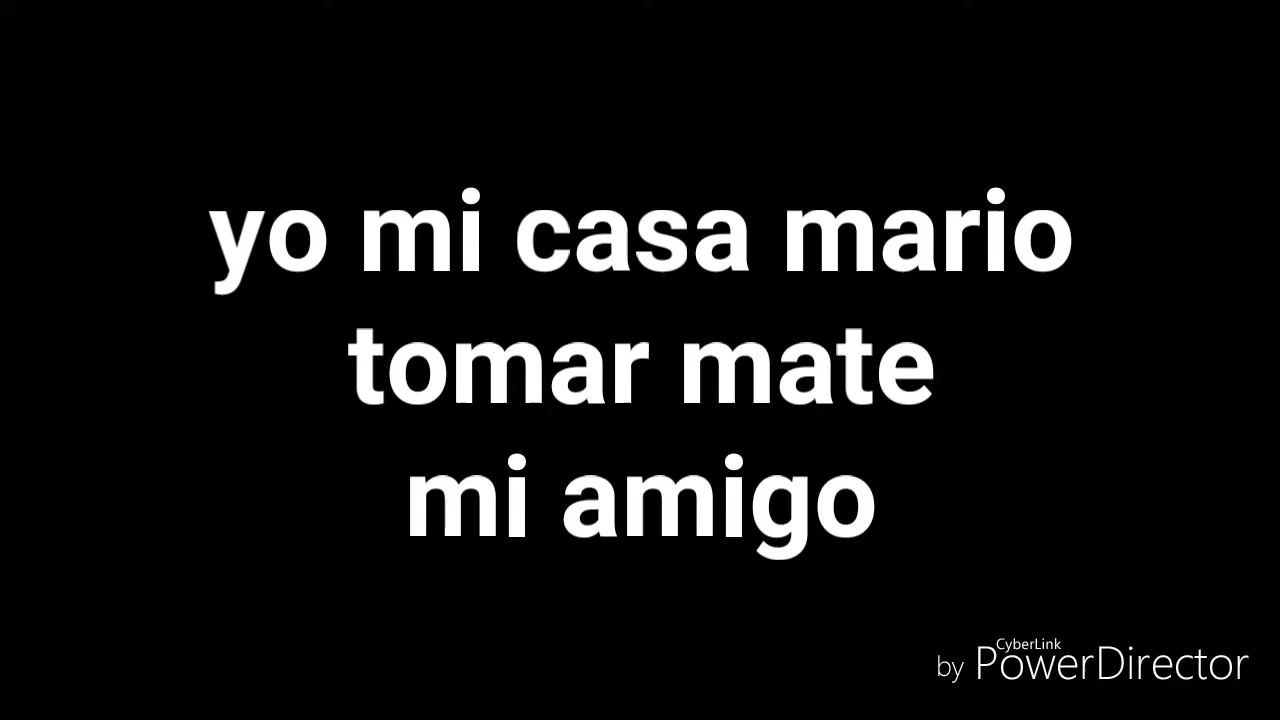 yo mi casa mario
tomar mate
mi amigo
CyberLink
by PowerDirector